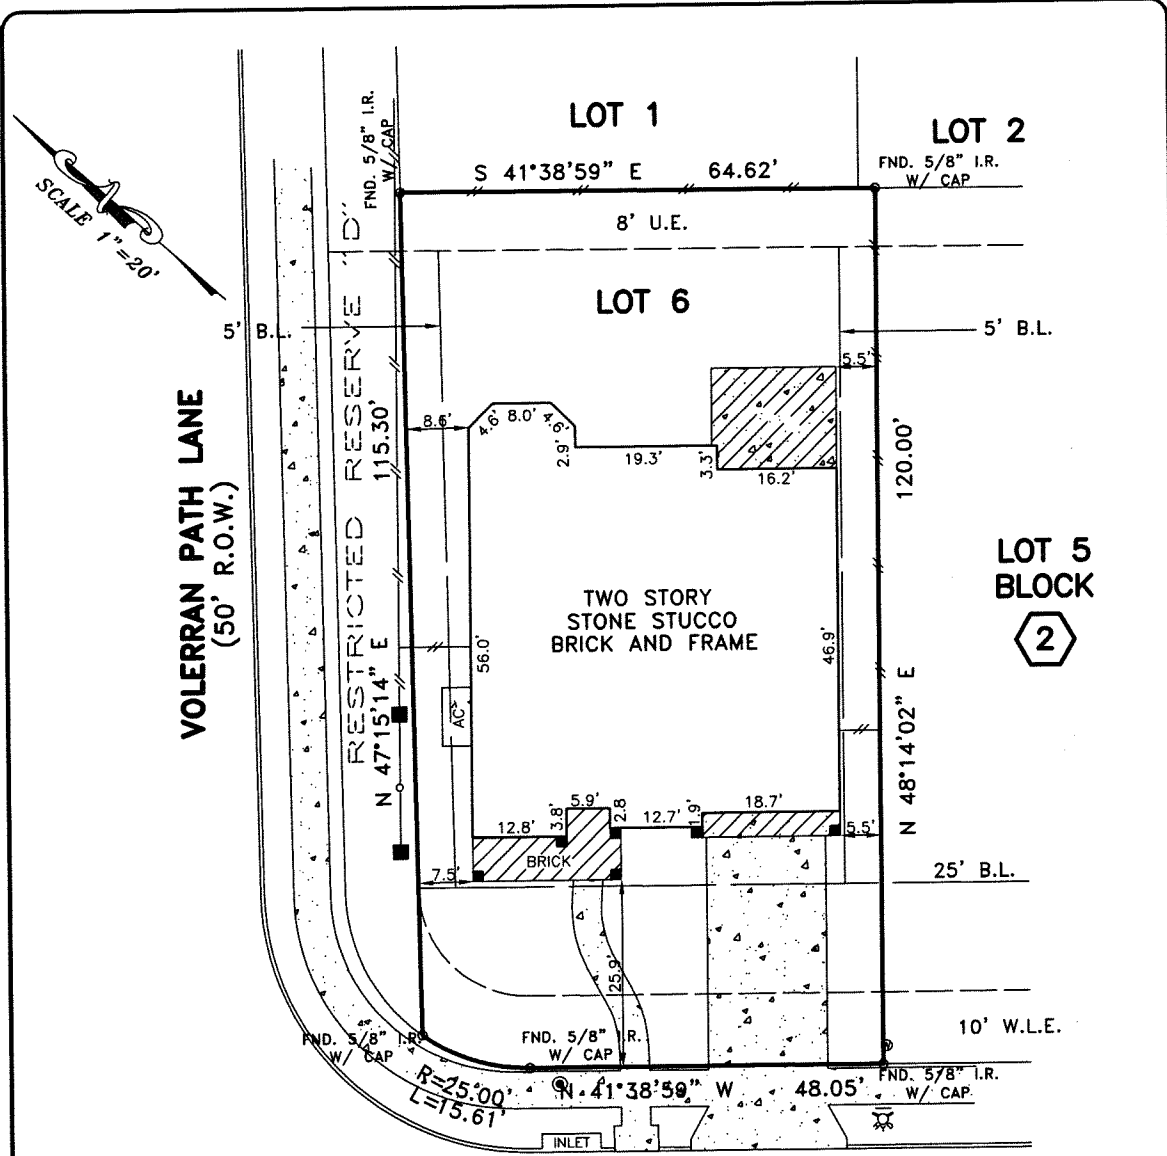 LOT 1
LOT 2
S 41°38'59" E 64.62'
FND. 5/8" I.R.
W/ CAP
FND. 5/8" I.R.
W/ CAP
SCALE 1"=20'
8' U.E.
LOT 6
5' B.L.
5' B.L.
5.5'
RESTRICTED RESERVE "D"
VOLERRAN PATH LANE
(50' R.O.W.)
N 47°15'14" E
115.30'
8.6'
4.6'
8.0'
4.6'
2.9'
19.3'
3.3'
16.2'
120.00'
N 48°14'02" E
LOT 5
BLOCK
2
TWO STORY
STONE STUCCO
BRICK AND FRAME
56.0'
46.9'
AC
12.8'
3.8'
5.9'
2.8
12.7'
1.9'
18.7'
5.5'
BRICK
7.5'
25' B.L.
25.9'
10' W.L.E.
FND. 5/8" I.R.
W/ CAP
FND. 5/8" I.R.
W/ CAP
FND. 5/8" I.R.
W/ CAP
R=25.00'
L=15.61'
N 41°38'59" W 48.05'
INLET